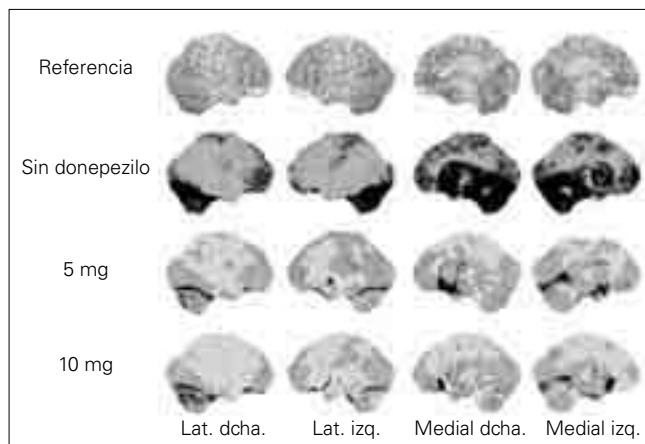 Referencia
Sin donepezilo
5 mg
10 mg
Lat. dcha. Lat. izq. Medial dcha. Medial izq.